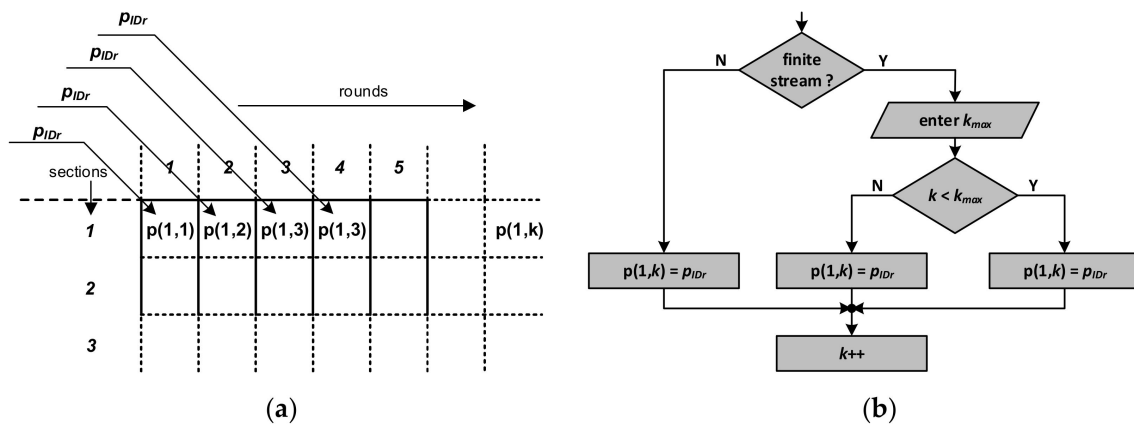 pIDr
pIDr
pIDr
pIDr
rounds
sections
1 2 3 4 5
1 p(1,1) p(1,2) p(1,3) p(1,3) p(1,k)
2
3
(a)
finite
stream ?
N Y
enter kmax
k < kmax
N Y
p(1,k) = pIDr p(1,k) = pIDr p(1,k) = pIDr
k++
(b)